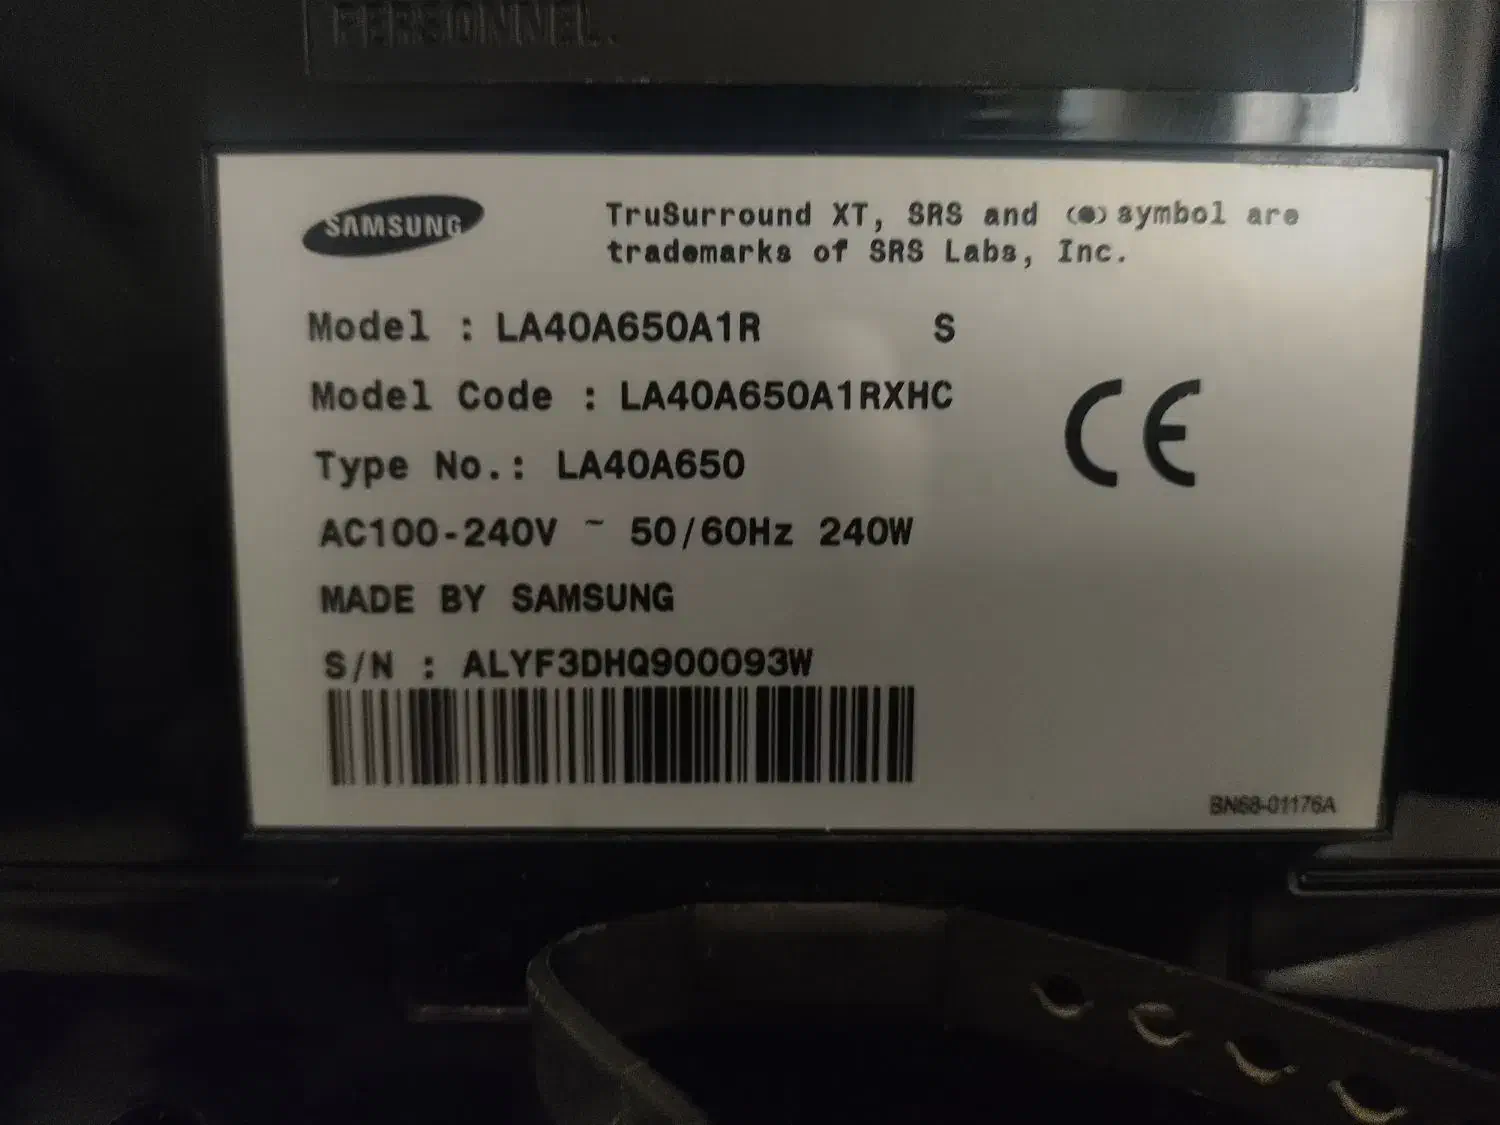 PERSONNEL.
SAMSUNG
TruSurround XT, SRS and (●) symbol are
trademarks of SRS Labs, Inc.
Model : LA40A650A1R S
Model Code : LA40A650A1RXHC
Type No.: LA40A650
AC100-240V ~ 50/60Hz 240W
MADE BY SAMSUNG
S/N : ALYF3DHQ900093W
CE
BN68-01176A